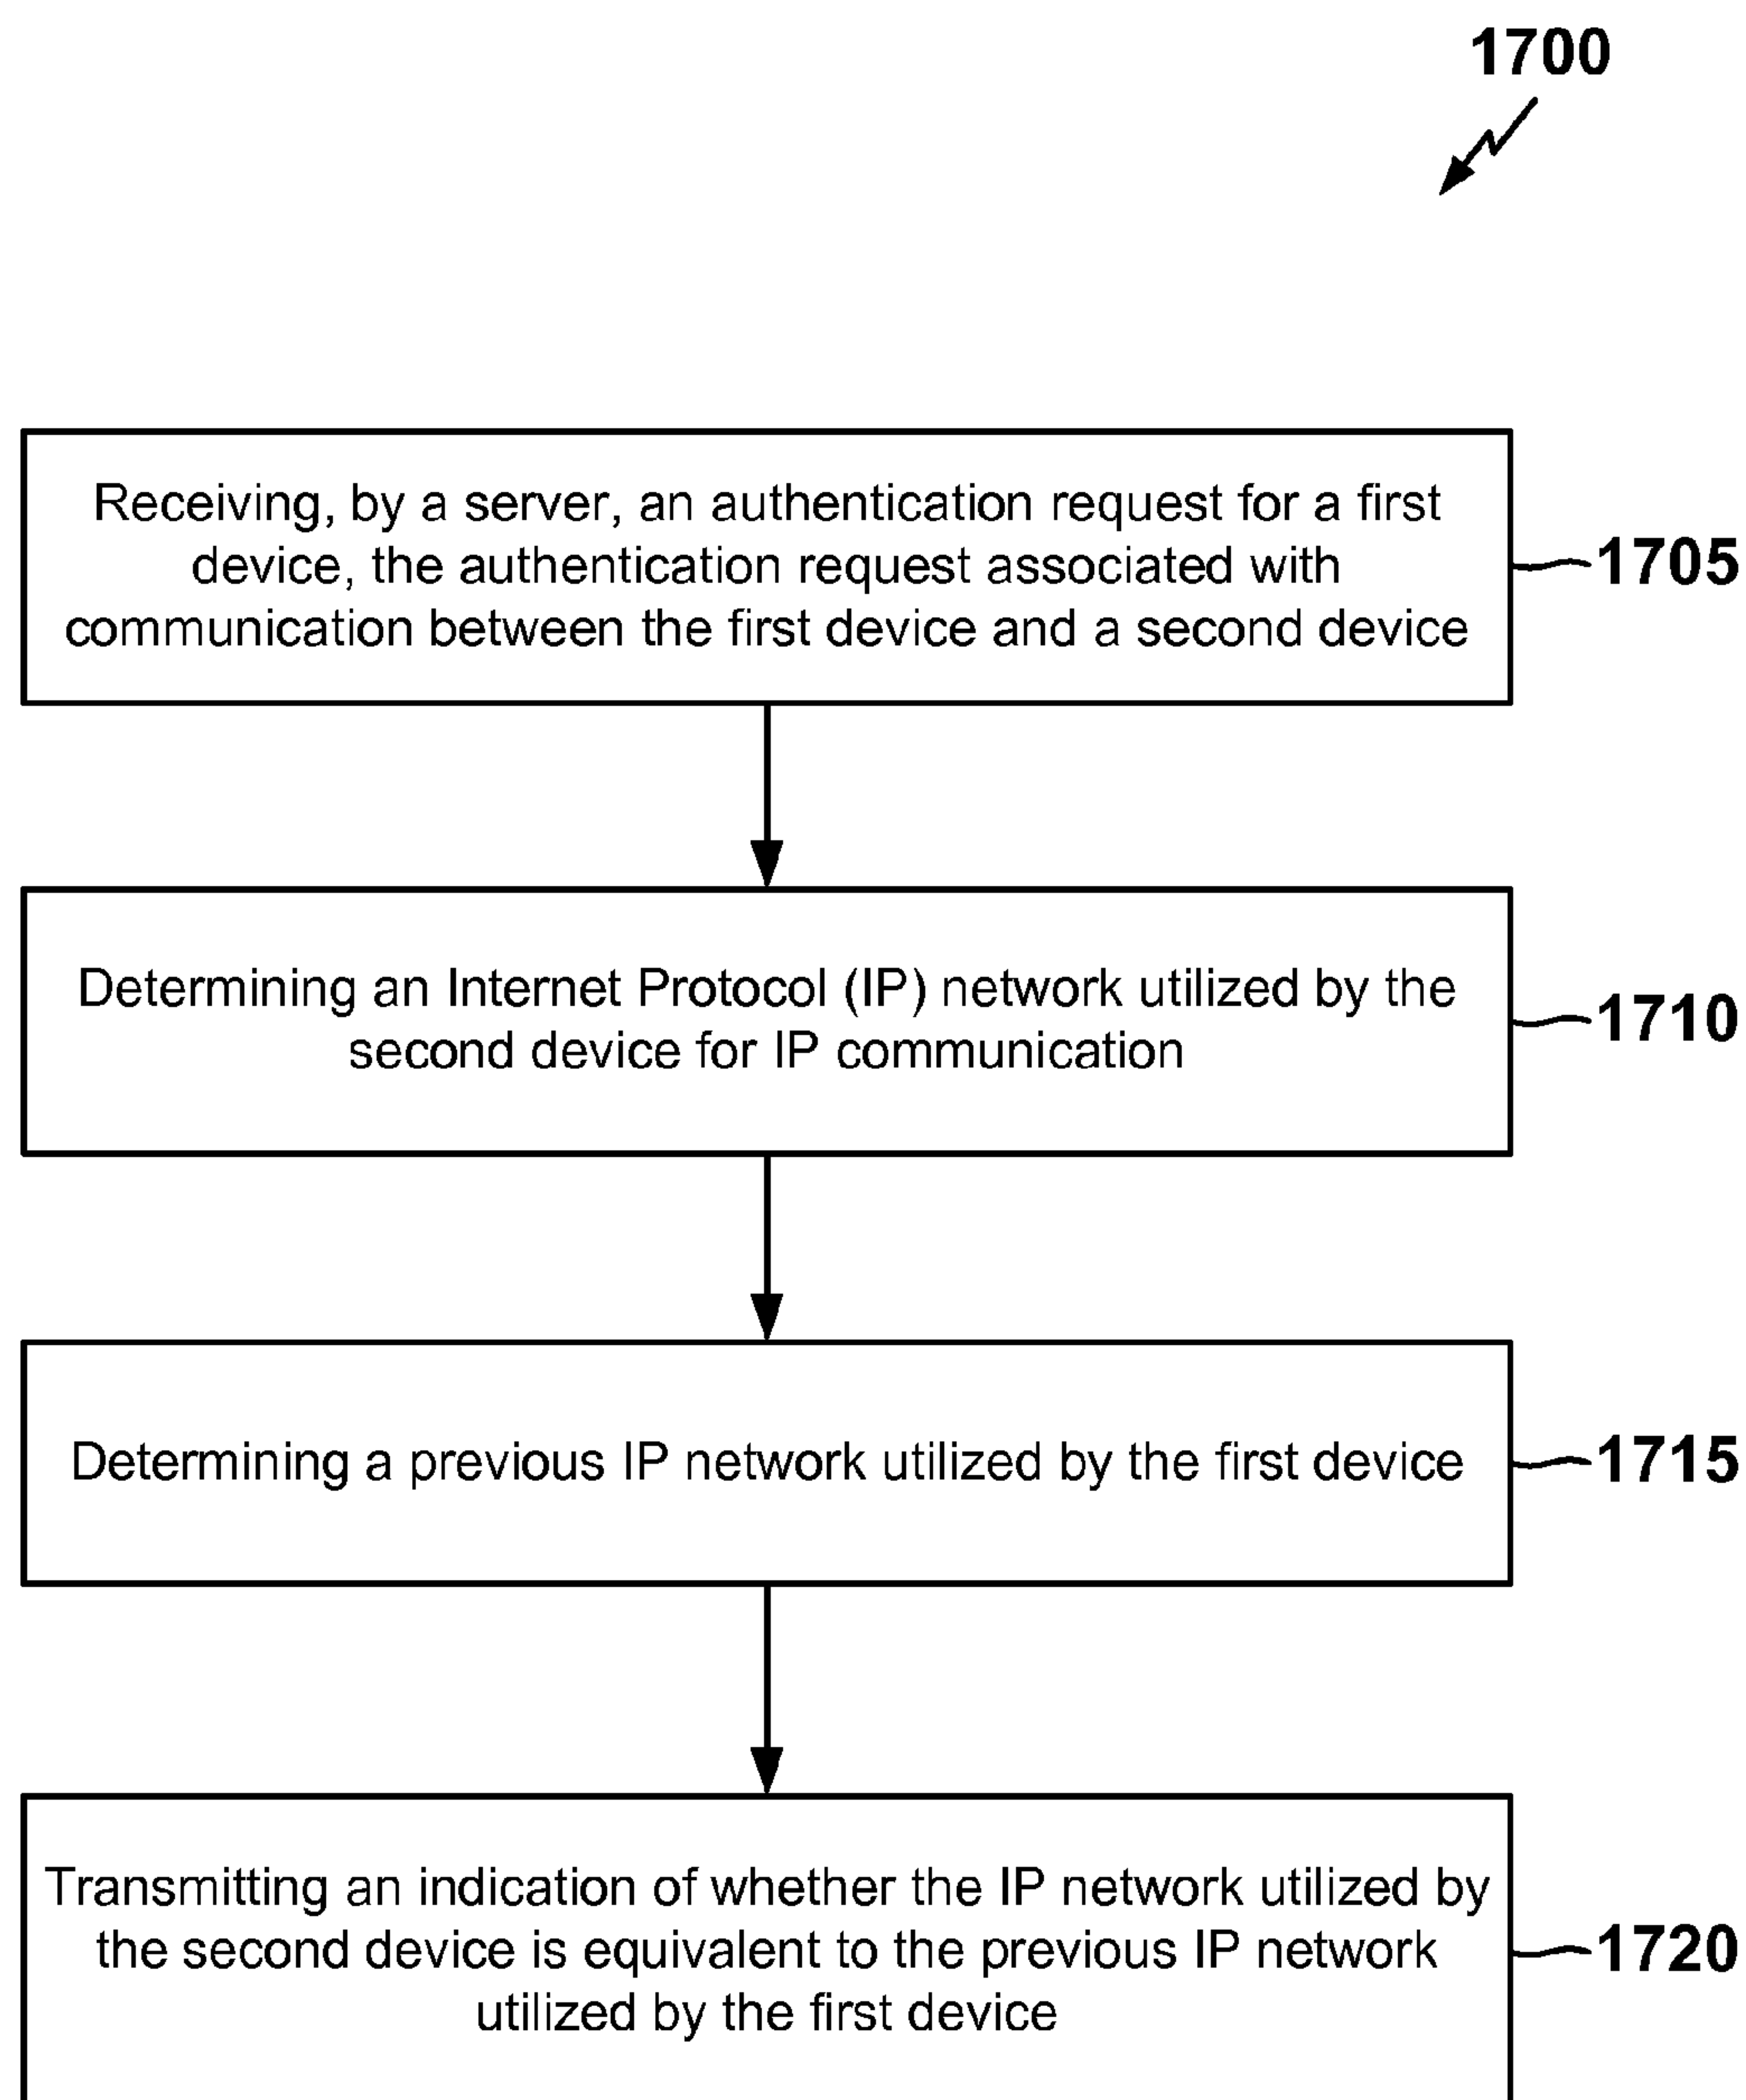 1700
Receiving, by a server, an authentication request for a first
device, the authentication request associated with
communication between the first device and a second device
1705
Determining an Internet Protocol (IP) network utilized by the
second device for IP communication
1710
Determining a previous IP network utilized by the first device
1715
Transmitting an indication of whether the IP network utilized by
the second device is equivalent to the previous IP network
utilized by the first device
1720